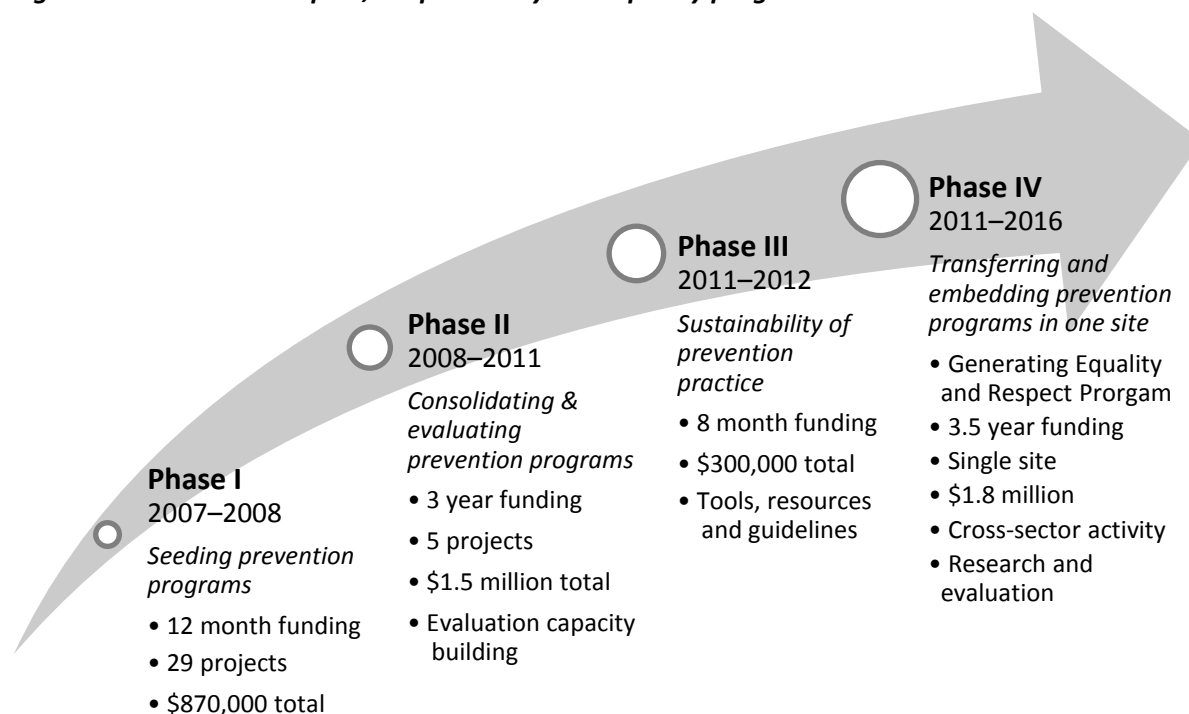 Phase I
2007–2008
Seeding prevention
programs
• 12 month funding
• 29 projects
• $870,000 total
Phase II
2008–2011
Consolidating &
evaluating
prevention programs
• 3 year funding
• 5 projects
• $1.5 million total
• Evaluation capacity
building
Phase III
2011–2012
Sustainability of
prevention
practice
• 8 month funding
• $300,000 total
• Tools, resources
and guidelines
Phase IV
2011–2016
Transferring and
embedding prevention
programs in one site
• Generating Equality
and Respect Prorgam
• 3.5 year funding
• Single site
• $1.8 million
• Cross-sector activity
• Research and
evaluation